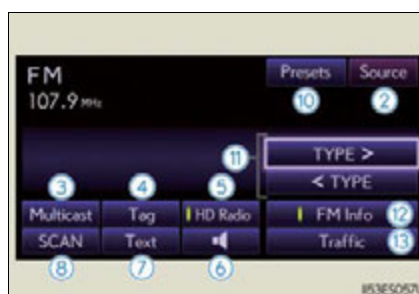 FM
Presets Source
107.9 MHz
10 2
11
TYPE >
3 4 5
< TYPE
Multicast Tag HD Radio FM Info 12
SCAN Text Traffic 13
8 7 6
II53ESO57I